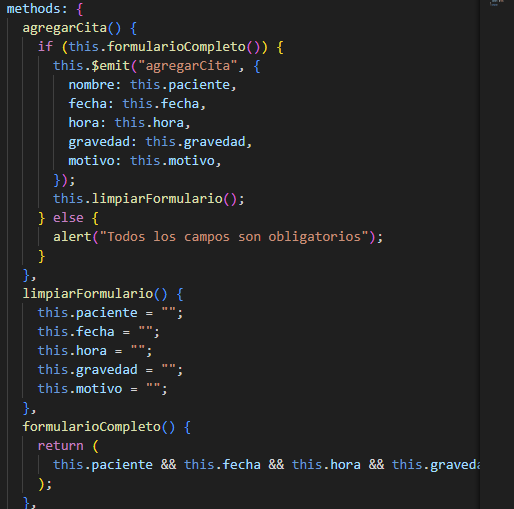 methods: {
agregarCita() {
if (this.formularioCompleto()) {
this.$emit("agregarCita", {
nombre: this.paciente,
fecha: this.fecha,
hora: this.hora,
gravedad: this.gravedad,
motivo: this.motivo,
});
this.limpiarFormulario();
} else {
alert("Todos los campos son obligatorios");
}
},
limpiarFormulario() {
this.paciente = "";
this.fecha = "";
this.hora = "";
this.gravedad = "";
this.motivo = "";
},
formularioCompleto() {
return (
this.paciente && this.fecha && this.hora && this.graveda
);
},